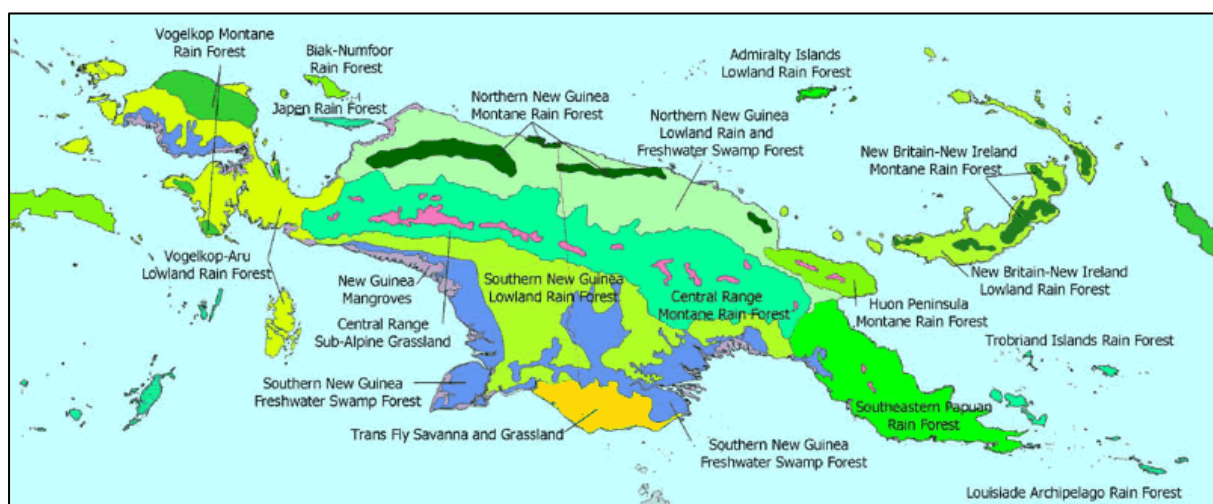 Vogelkop Montane
Rain Forest
Biak-Numfoor
Rain Forest
Japen Rain Forest
Northern New Guinea
Montane Rain Forest
Admiralty Islands
Lowland Rain Forest
Northern New Guinea
Lowland Rain and
Freshwater Swamp Forest
New Britain-New Ireland
Montane Rain Forest
Vogelkop-Aru
Lowland Rain Forest
New Guinea
Mangroves
Central Range
Sub-Alpine Grassland
Southern New Guinea
Lowland Rain Forest
Central Range
Montane Rain Forest
New Britain-New Ireland
Lowland Rain Forest
Huon Peninsula
Montane Rain Forest
Trobriand Islands Rain Forest
Southern New Guinea
Freshwater Swamp Forest
Trans Fly Savanna and Grassland
Southeastern Papuan
Rain Forest
Southern New Guinea
Freshwater Swamp Forest
Louisiade Archipelago Rain Forest